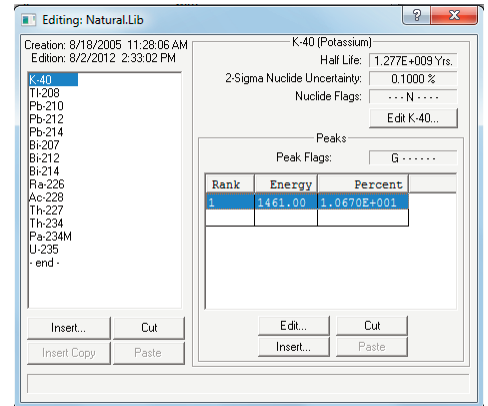 Editing: Natural.Lib
?
X
Creation: 8/18/2005 11:28:06 AM
Edition: 8/2/2012 2:33:02 PM
K-40
Tl-208
Pb-210
Pb-212
Pb-214
Bi-207
Bi-212
Bi-214
Ra-226
Ac-228
Th-227
Th-234
Pa-234M
U-235
- end -
Insert... Cut
Insert Copy Paste
K-40 (Potassium)
Half Life: 1.277E+009 Yrs.
2-Sigma Nuclide Uncertainty: 0.1000 %
Nuclide Flags: - - - N - - - -
Edit K-40...
Peaks
Peak Flags: G - - - - - -
Rank Energy Percent
1 1461.00 1.0670E+001
Edit... Cut
Insert... Paste